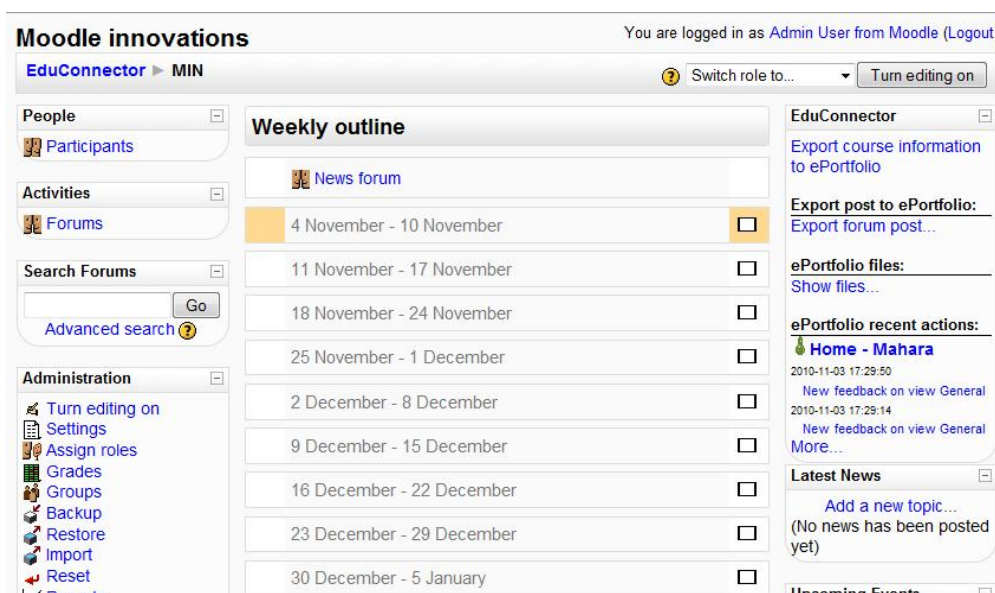 Moodle innovations
You are logged in as Admin User from Moodle (Logout
EduConnector ► MIN
Switch role to...
Turn editing on
People
Participants
Activities
Forums
Search Forums
Go
Advanced search
Administration
Turn editing on
Settings
Assign roles
Grades
Groups
Backup
Restore
Import
Reset
Weekly outline
News forum
4 November - 10 November
11 November - 17 November
18 November - 24 November
25 November - 1 December
2 December - 8 December
9 December - 15 December
16 December - 22 December
23 December - 29 December
30 December - 5 January
EduConnector
Export course information
to ePortfolio
Export post to ePortfolio:
Export forum post...
ePortfolio files:
Show files...
ePortfolio recent actions:
Home - Mahara
2010-11-03 17:29:50
New feedback on view General
2010-11-03 17:29:14
New feedback on view General
More...
Latest News
Add a new topic...
(No news has been posted
yet)
Upcoming Events